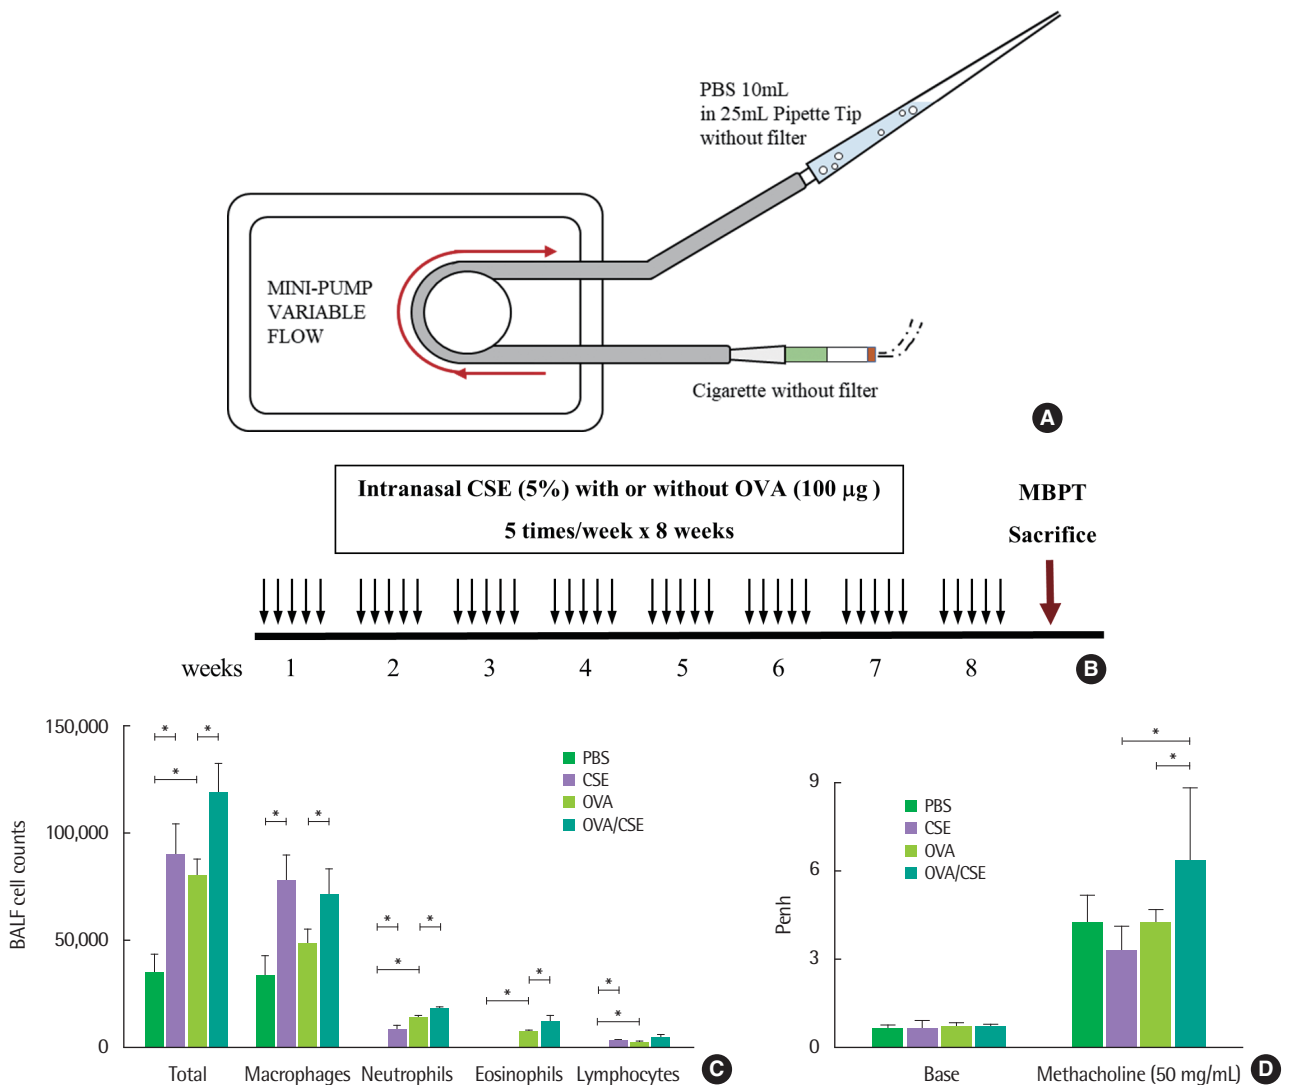 PBS 10mL
in 25mL Pipette Tip
without filter
MINI-PUMP
VARIABLE
FLOW
Cigarette without filter
A
Intranasal CSE (5%) with or without OVA (100 µg )
5 times/week x 8 weeks
MBPT
Sacrifice
weeks 1 2 3 4 5 6 7 8
B
BALF cell counts
150,000
100,000
50,000
0
* * *
* *
* * *
* *
* *
PBS
CSE
OVA
OVA/CSE
Total Macrophages Neutrophils Eosinophils Lymphocytes
C
Penh
9
6
3
0
*
*
PBS
CSE
OVA
OVA/CSE
Base Methacholine (50 mg/mL)
D